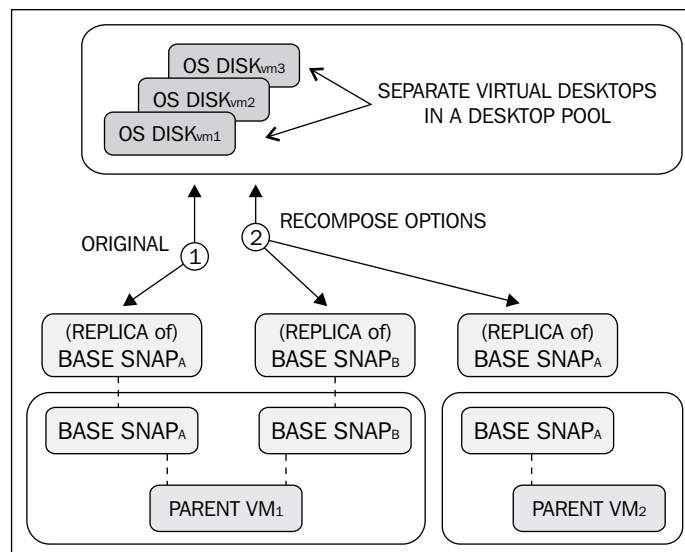 OS DISKvm3
OS DISKvm2
OS DISKvm1
SEPARATE VIRTUAL DESKTOPS
IN A DESKTOP POOL
ORIGINAL
1
2
RECOMPOSE OPTIONS
(REPLICA of)
BASE SNAPA
(REPLICA of)
BASE SNAPB
(REPLICA of)
BASE SNAPA
BASE SNAPA
BASE SNAPB
BASE SNAPA
PARENT VM1
PARENT VM2